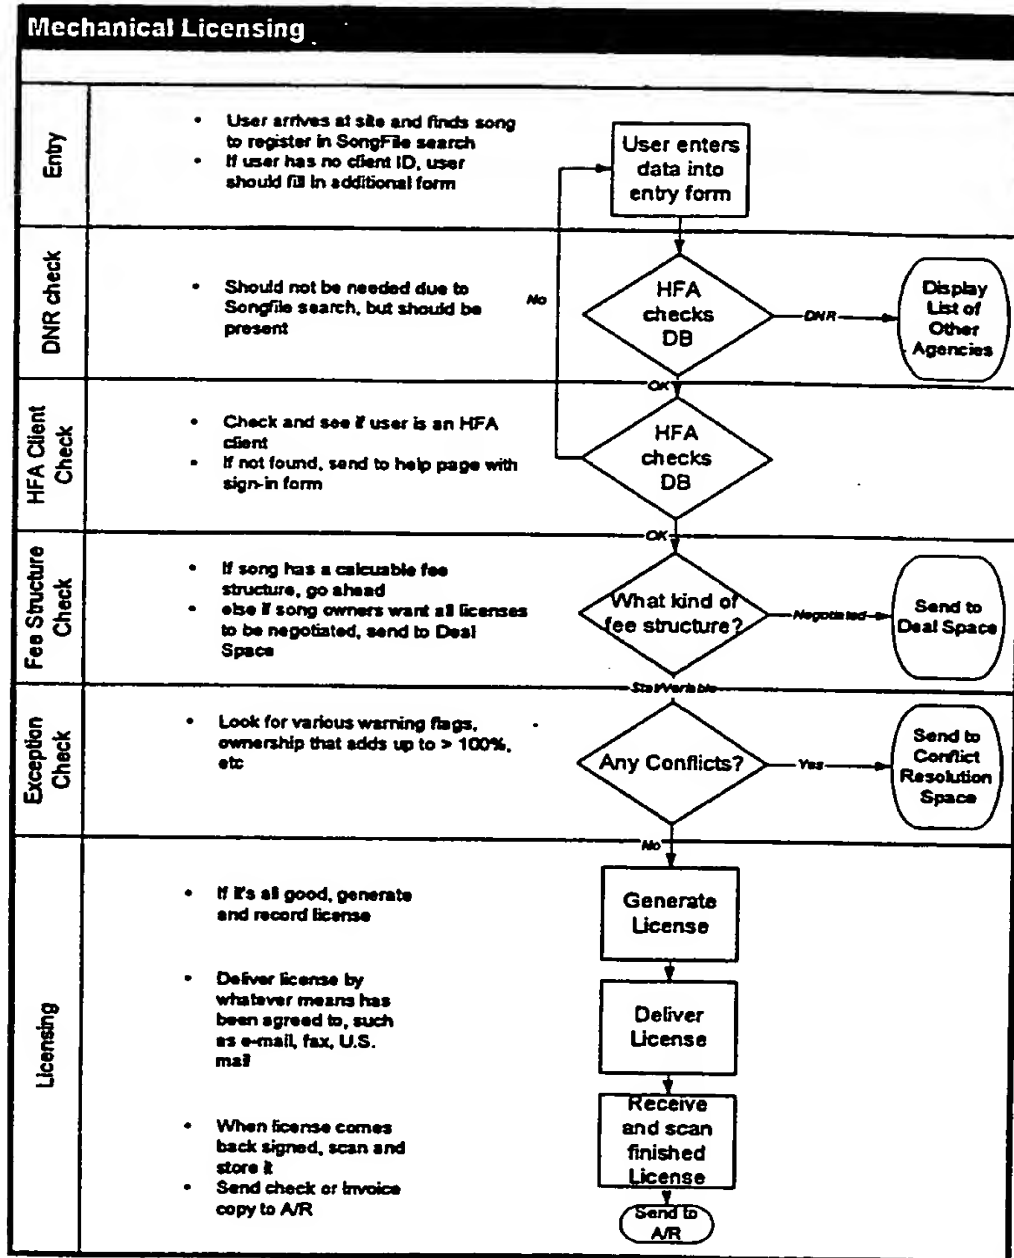 Mechanical Licensing
Entry
• User arrives at site and finds song
to register in SongFile search
• If user has no client ID, user
should fill in additional form
User enters
data into
entry form
DNR check
• Should not be needed due to
Songfile search, but should be
present
No
HFA
checks
DB
DNR
Display
List of
Other
Agencies
OK
HFA Client
Check
• Check and see if user is an HFA
client
• If not found, send to help page with
sign-in form
HFA
checks
DB
OK
Fee Structure
Check
• If song has a calcuable fee
structure, go ahead
• else if song owners want all licenses
to be negotiated, send to Deal
Space
What kind of
fee structure?
Negotiated
Send to
Deal Space
Stat/Variable
Exception
Check
• Look for various warning flags,
ownership that adds up to > 100%,
etc
Any Conflicts?
Yes
Send to
Conflict
Resolution
Space
No
Licensing
• If it's all good, generate
and record license
Generate
License
• Deliver license by
whatever means has
been agreed to, such
as e-mail, fax, U.S.
mail
Deliver
License
• When license comes
back signed, scan and
store it
• Send check or invoice
copy to A/R
Receive
and scan
finished
License
Send to
A/R